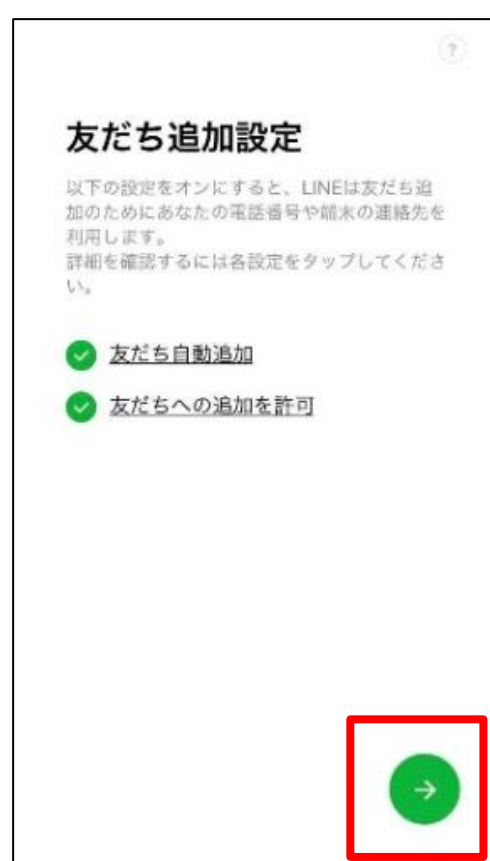 ?
友だち追加設定
以下の設定をオンにすると、LINEは友だち追
加のためにあなたの電話番号や端末の連絡先を
利用します。
詳細を確認するには各設定をタップしてくださ
い。
友だち自動追加
友だちへの追加を許可